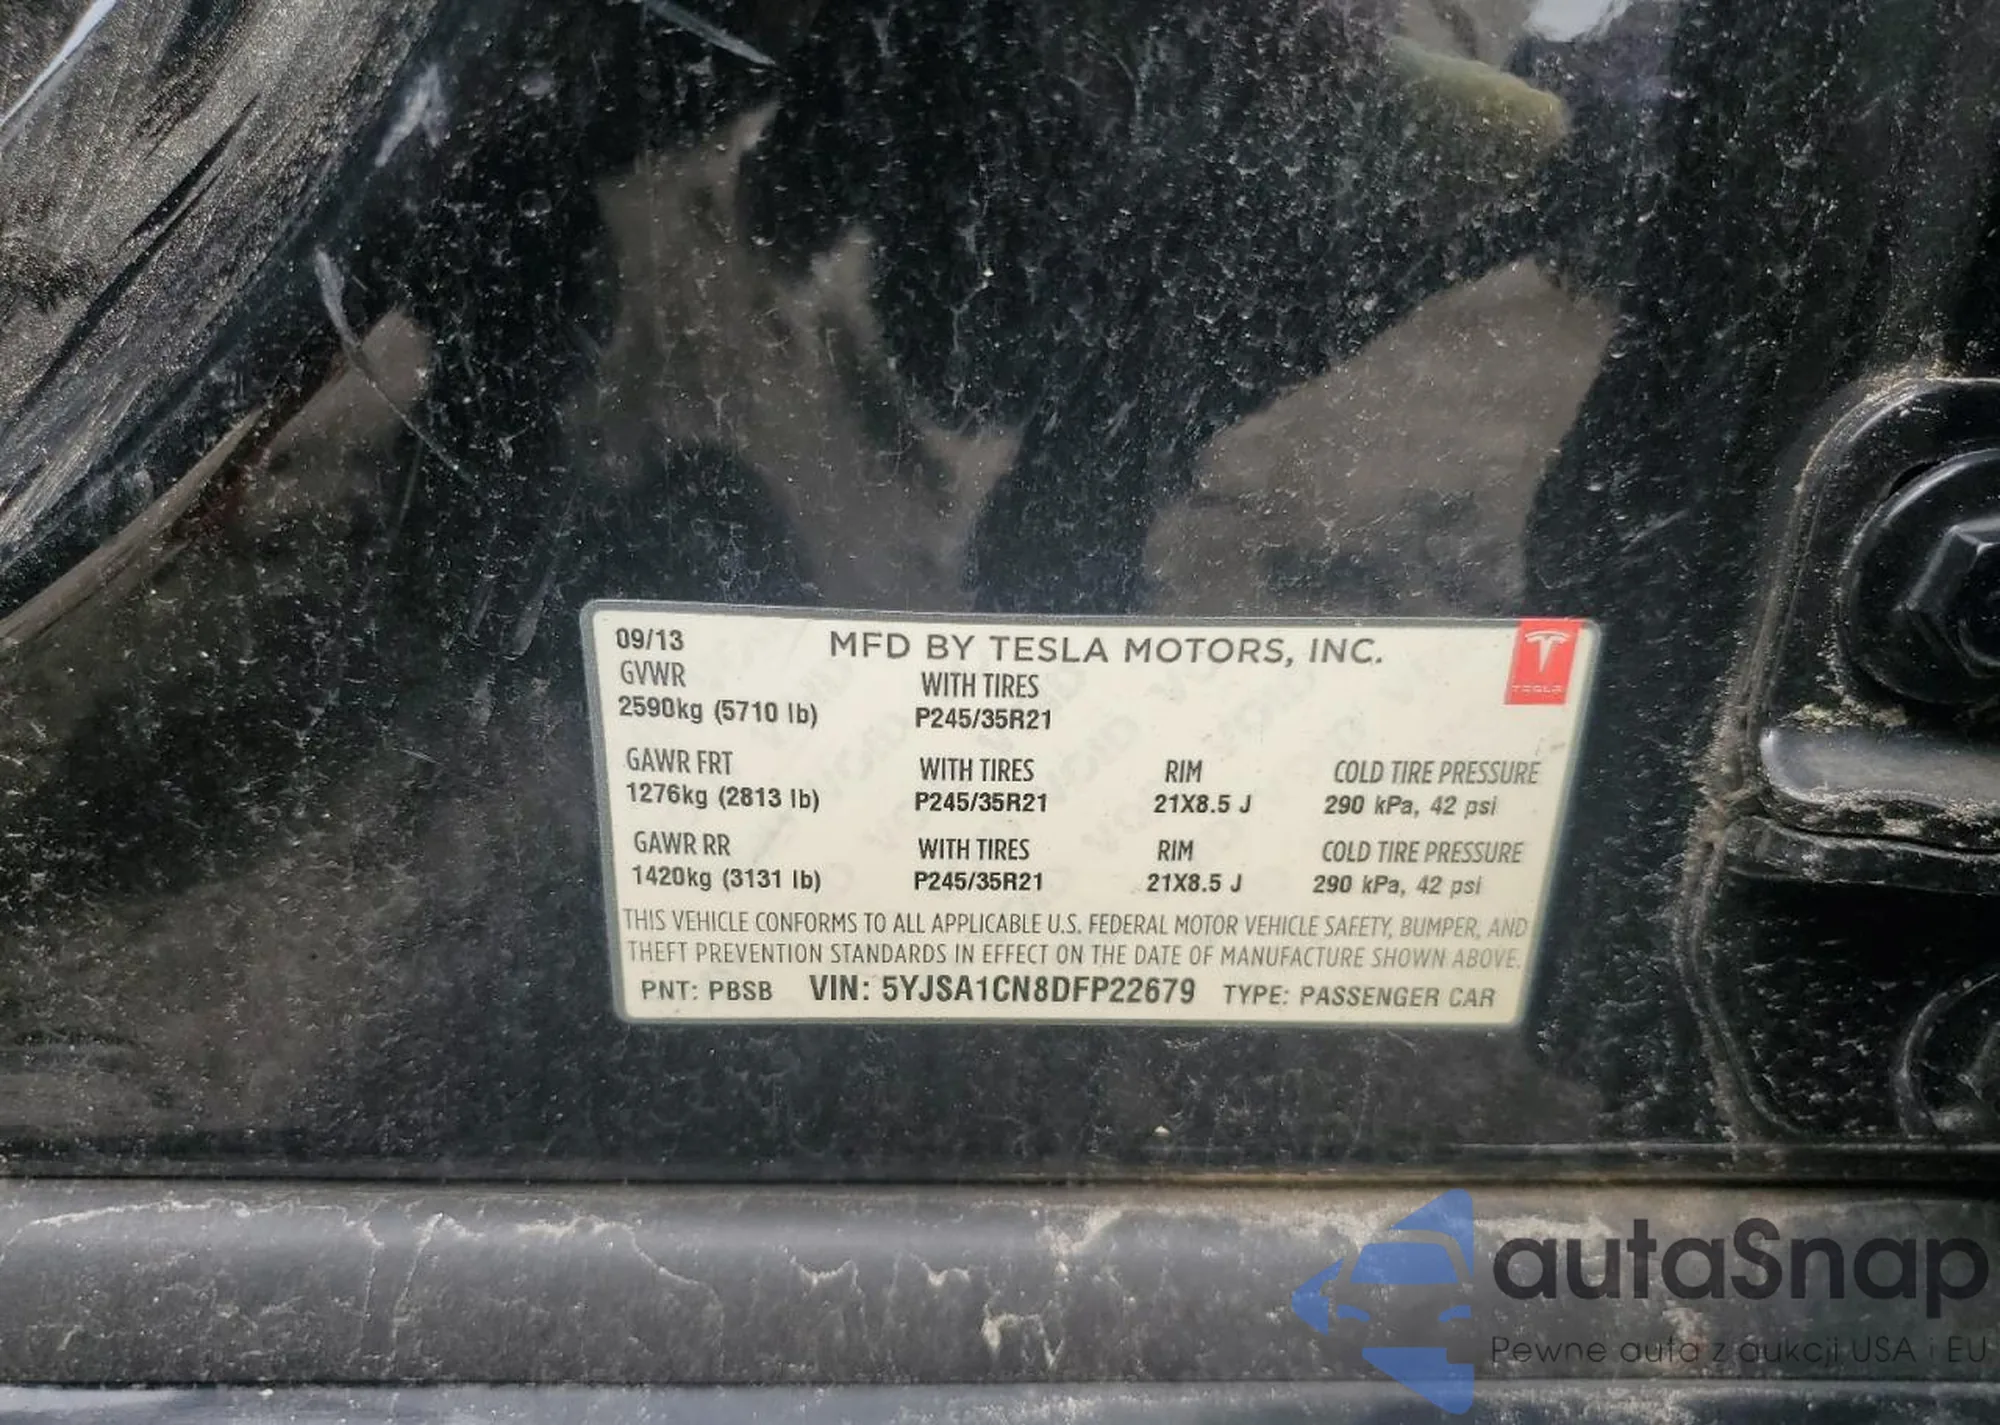 09/13 MFD BY TESLA MOTORS, INC.
TESLA
GVWR WITH TIRES
2590kg (5710 lb) P245/35R21
GAWR FRT WITH TIRES RIM COLD TIRE PRESSURE
1276kg (2813 lb) P245/35R21 21X8.5 J 290 kPa, 42 psi
GAWR RR WITH TIRES RIM COLD TIRE PRESSURE
1420kg (3131 lb) P245/35R21 21X8.5 J 290 kPa, 42 psi
THIS VEHICLE CONFORMS TO ALL APPLICABLE U.S. FEDERAL MOTOR VEHICLE SAFETY, BUMPER, AND
THEFT PREVENTION STANDARDS IN EFFECT ON THE DATE OF MANUFACTURE SHOWN ABOVE.
PNT: PBSB VIN: 5YJSA1CN8DFP22679 TYPE: PASSENGER CAR
autaSnap
Pewne auta z aukcji USA i EU